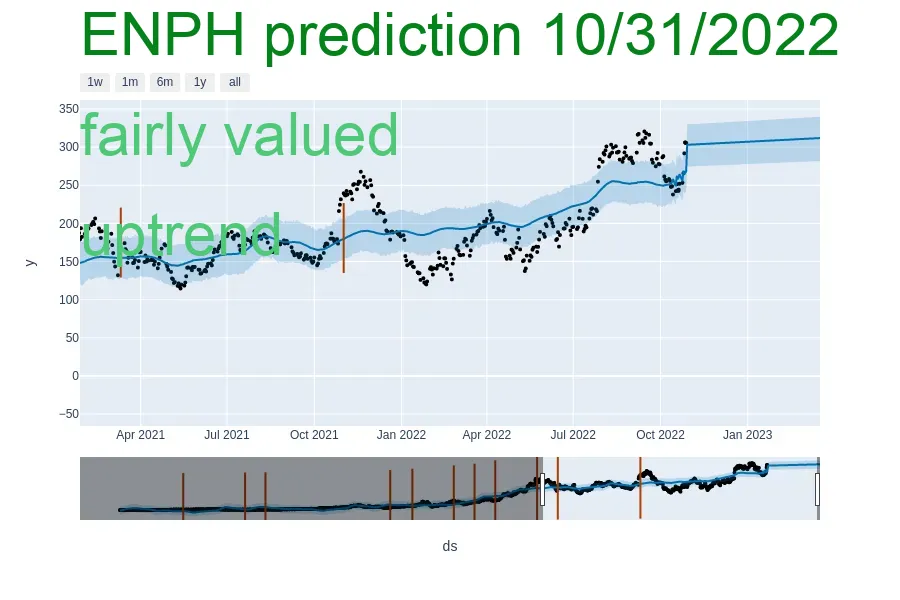 ENPH prediction 10/31/2022
1w 1m 6m 1y all
fairly valued
uptrend
350
300
250
200
150
100
50
0
−50
y
Apr 2021 Jul 2021 Oct 2021 Jan 2022 Apr 2022 Jul 2022 Oct 2022 Jan 2023
ds